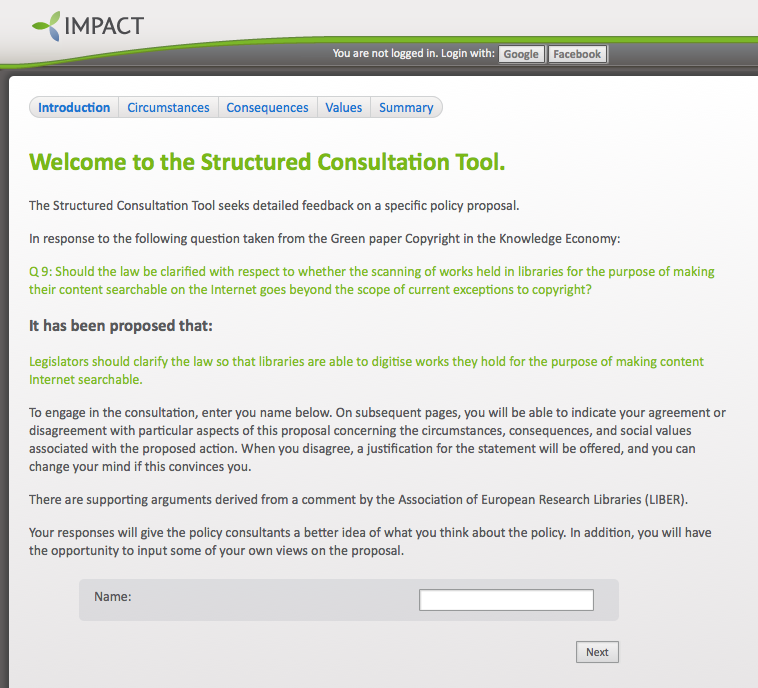 IMPACT
You are not logged in. Login with: Google Facebook
Introduction Circumstances Consequences Values Summary
Welcome to the Structured Consultation Tool.
The Structured Consultation Tool seeks detailed feedback on a specific policy proposal.
In response to the following question taken from the Green paper Copyright in the Knowledge Economy:
Q 9: Should the law be clarified with respect to whether the scanning of works held in libraries for the purpose of making
their content searchable on the Internet goes beyond the scope of current exceptions to copyright?
It has been proposed that:
Legislators should clarify the law so that libraries are able to digitise works they hold for the purpose of making content
Internet searchable.
To engage in the consultation, enter you name below. On subsequent pages, you will be able to indicate your agreement or
disagreement with particular aspects of this proposal concerning the circumstances, consequences, and social values
associated with the proposed action. When you disagree, a justification for the statement will be offered, and you can
change your mind if this convinces you.
There are supporting arguments derived from a comment by the Association of European Research Libraries (LIBER).
Your responses will give the policy consultants a better idea of what you think about the policy. In addition, you will have
the opportunity to input some of your own views on the proposal.
Name:
Next